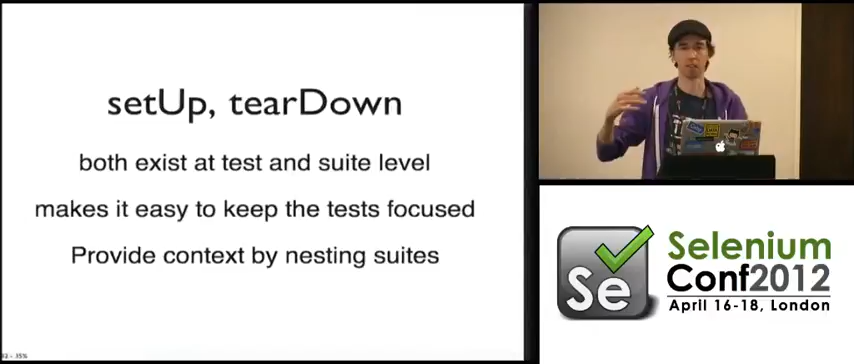 setUp, tearDown
both exist at test and suite level
makes it easy to keep the tests focused
Provide context by nesting suites
Se
Selenium
Conf2012
April 16-18, London